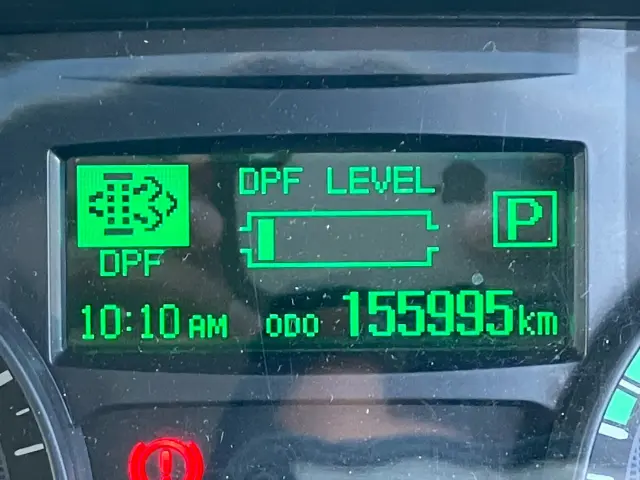 DPF LEVEL
P
DPF
10:10 AM ODO 155995 km
!